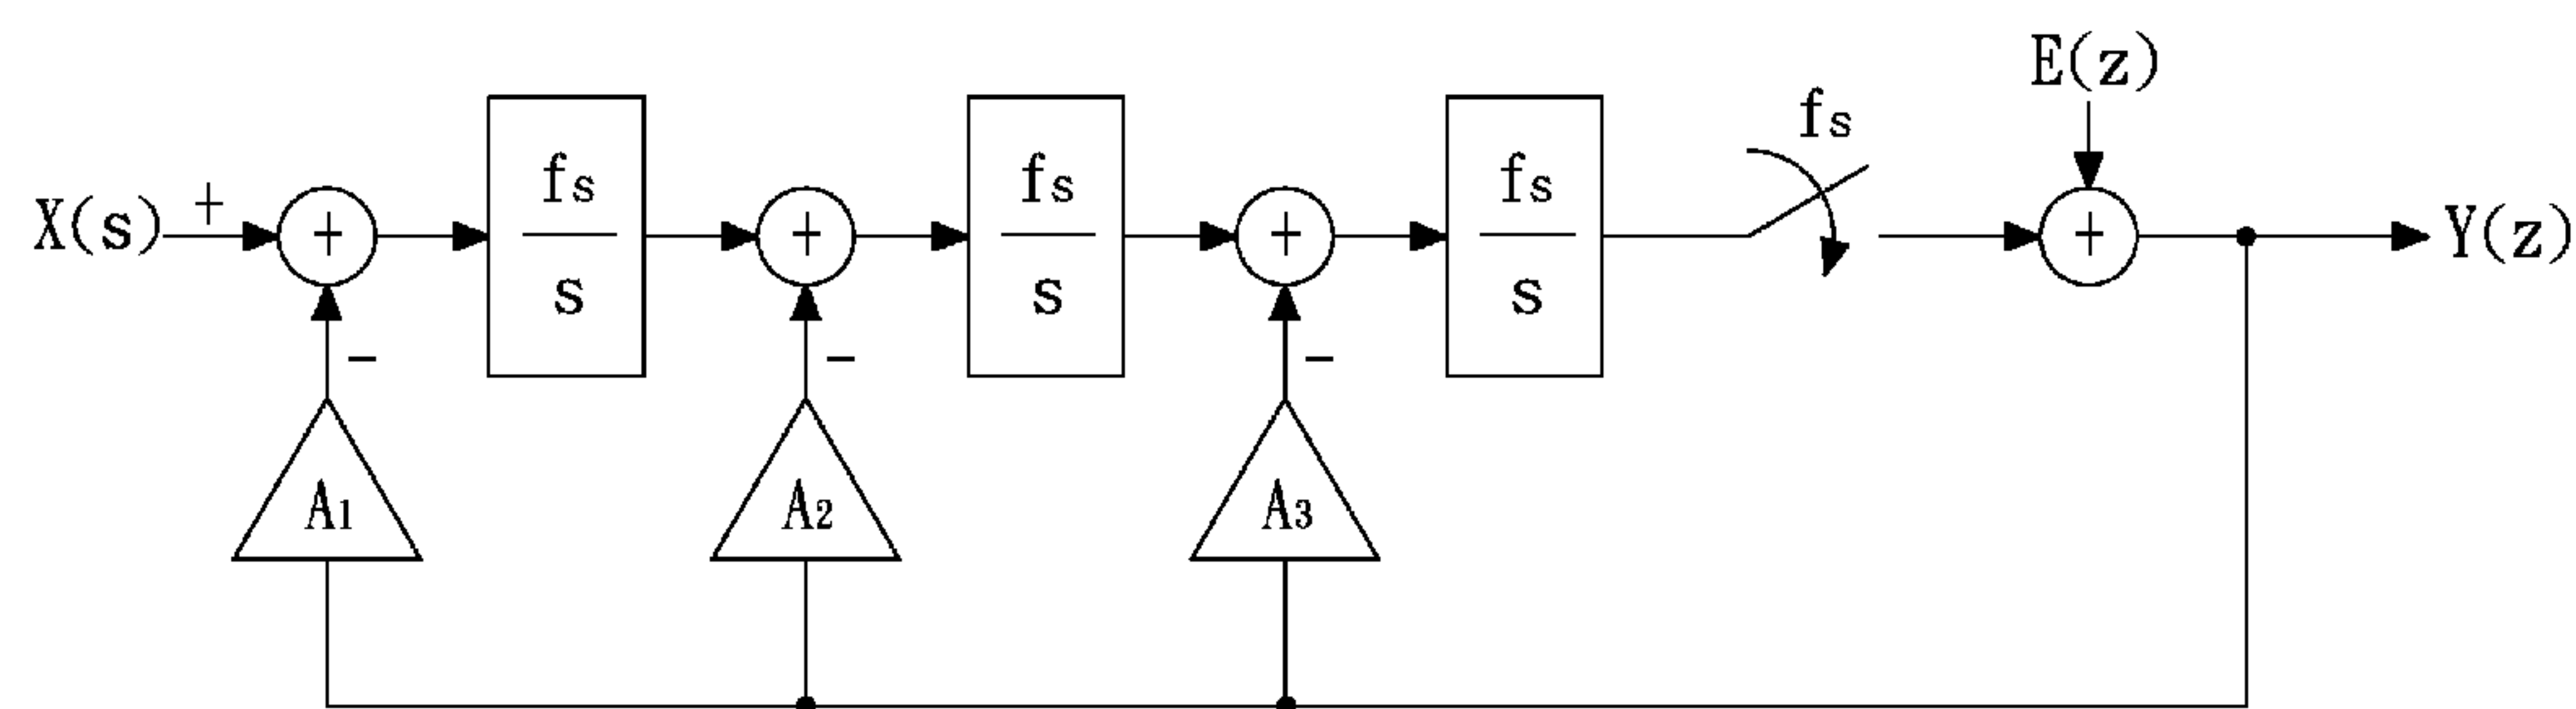 E(z)
X(s) + + fs/s + fs/s + fs/s fs + Y(z)
- - -
A1 A2 A3